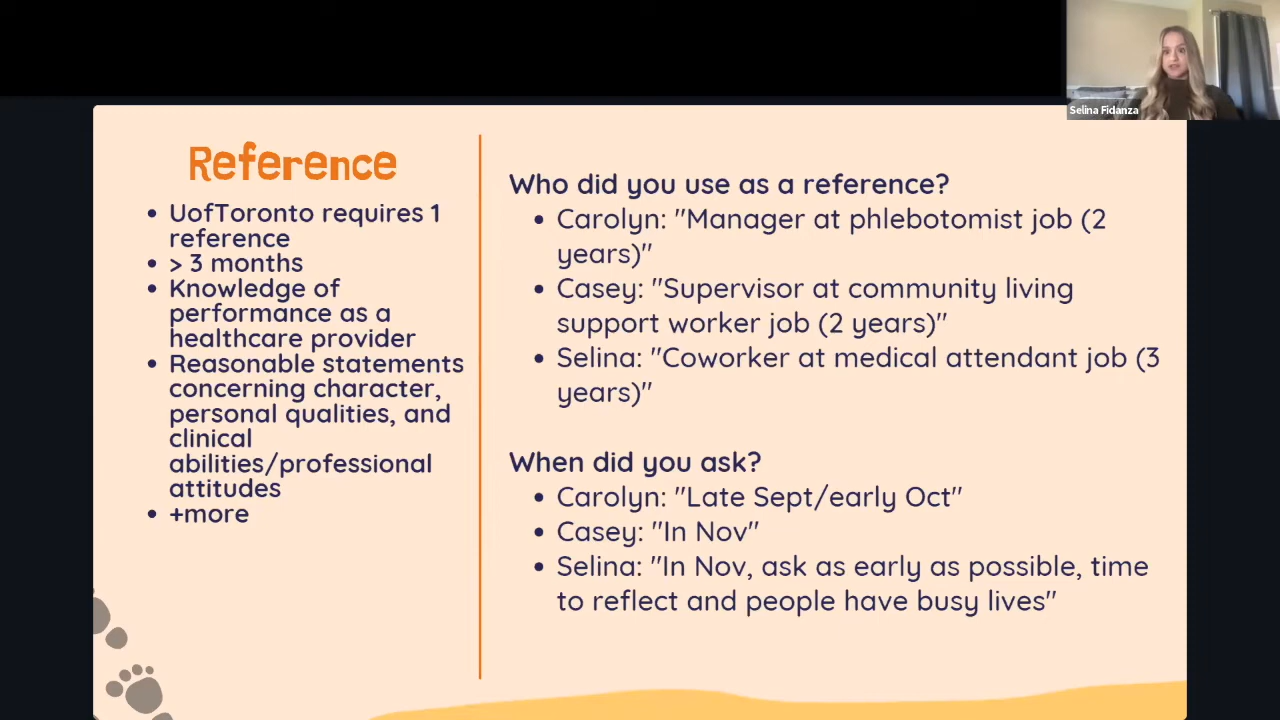 Selina Fidanza
Reference
• UofToronto requires 1
reference
• > 3 months
• Knowledge of
performance as a
healthcare provider
• Reasonable statements
concerning character,
personal qualities, and
clinical
abilities/professional
attitudes
• +more
Who did you use as a reference?
• Carolyn: "Manager at phlebotomist job (2
years)"
• Casey: "Supervisor at community living
support worker job (2 years)"
• Selina: "Coworker at medical attendant job (3
years)"
When did you ask?
• Carolyn: "Late Sept/early Oct"
• Casey: "In Nov"
• Selina: "In Nov, ask as early as possible, time
to reflect and people have busy lives"